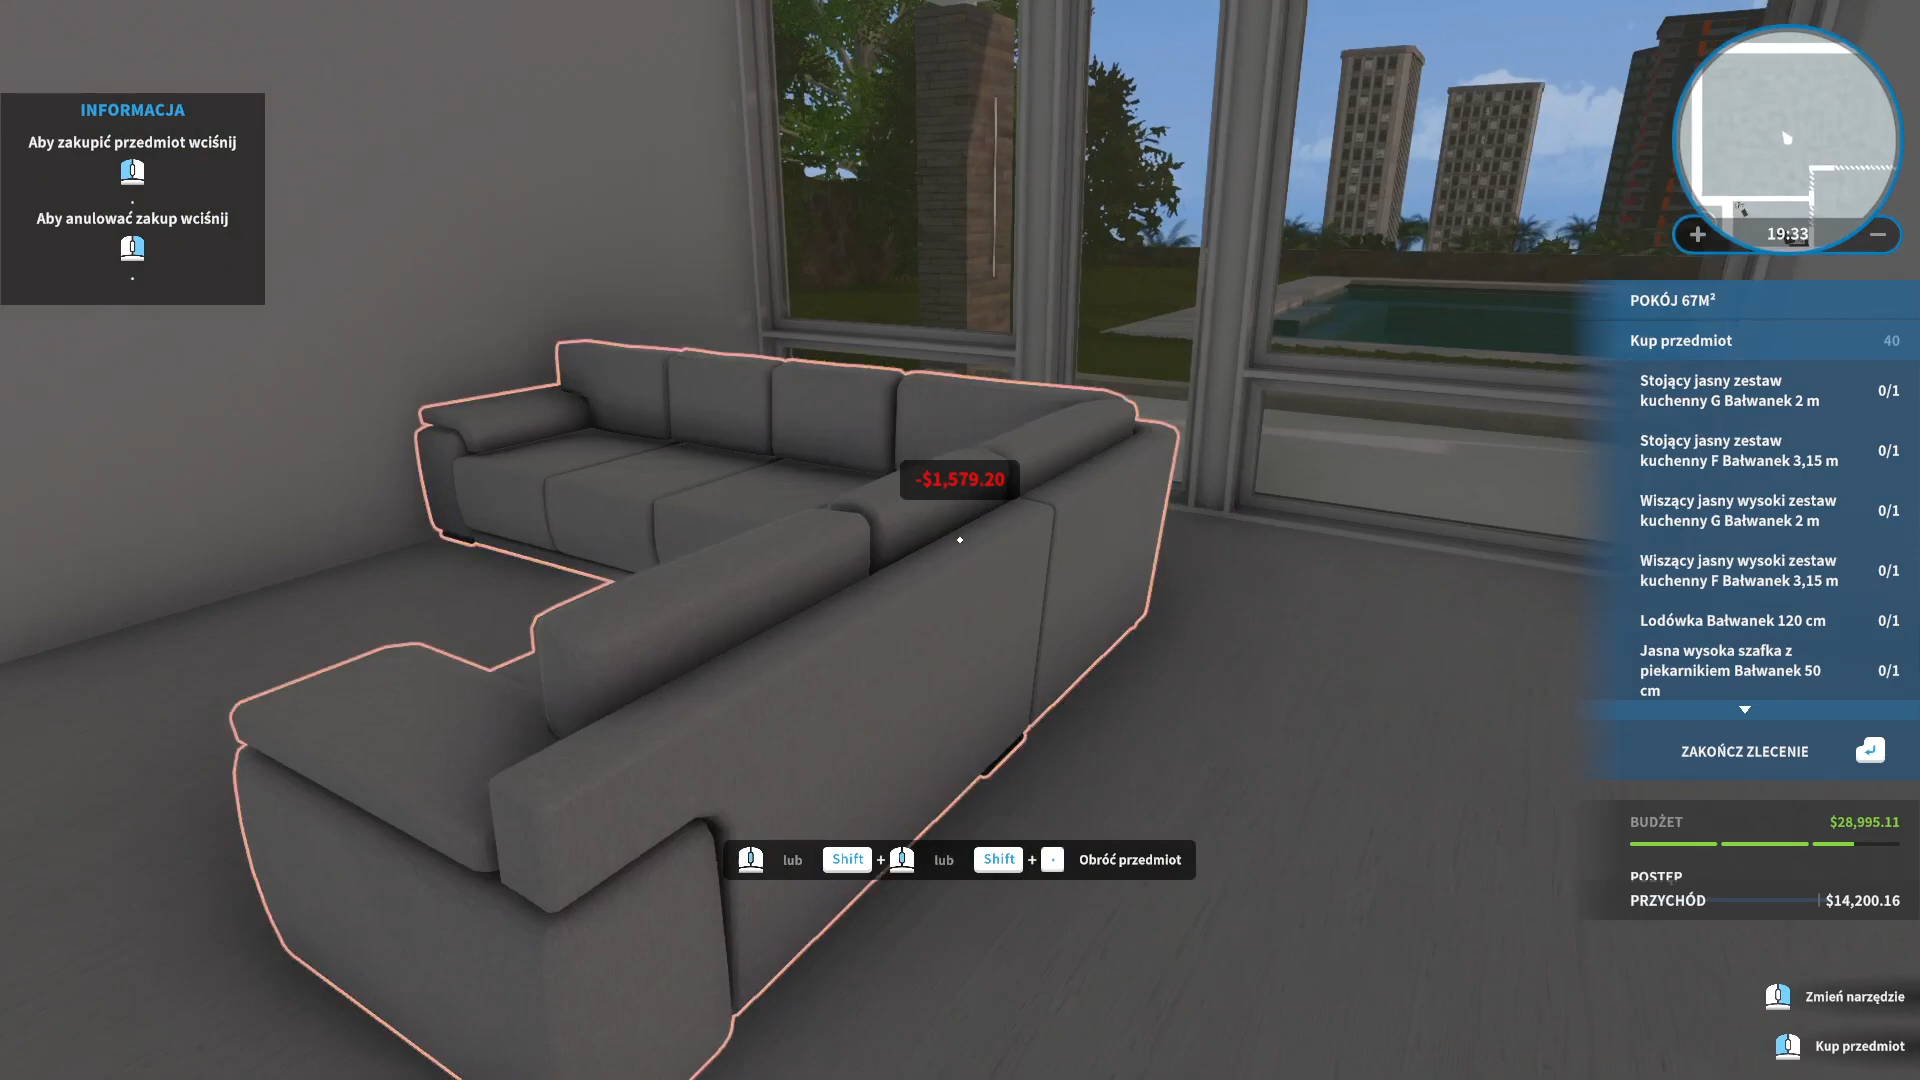 INFORMACJA
Aby zakupić przedmiot wciśnij
.
Aby anulować zakup wciśnij
.
19:33
POKÓJ 67M²
Kup przedmiot 40
Stojący jasny zestaw
kuchenny G Bałwanek 2 m 0/1
Stojący jasny zestaw
kuchenny F Bałwanek 3,15 m 0/1
Wiszący jasny wysoki zestaw
kuchenny G Bałwanek 2 m 0/1
Wiszący jasny wysoki zestaw
kuchenny F Bałwanek 3,15 m 0/1
Lodówka Bałwanek 120 cm 0/1
Jasna wysoka szafka z
piekarnikiem Bałwanek 50 0/1
cm
ZAKOŃCZ ZLECENIE
BUDŻET $28,995.11
POSTĘP
PRZYCHÓD $14,200.16
-$1,579.20
lub Shift + lub Shift + . Obróć przedmiot
Zmień narzędzie
Kup przedmiot